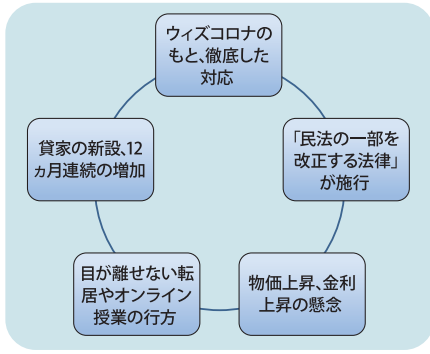 ウィズコロナの
もと、徹底した
対応
「民法の一部を
改正する法律」
が施行
物価上昇、金利
上昇の懸念
目が離せない転
居やオンライン
授業の行方
貸家の新設、12
ヵ月連続の増加